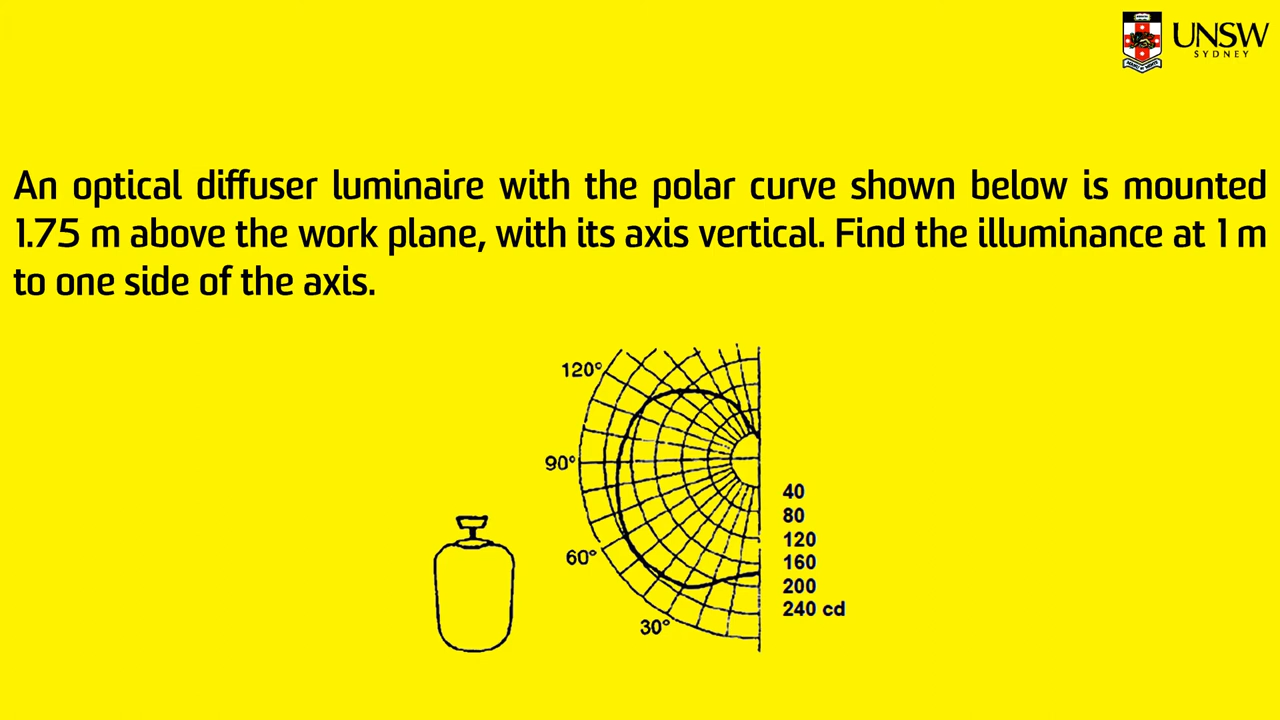 UNSW
SYDNEY
An optical diffuser luminaire with the polar curve shown below is mounted
1.75 m above the work plane, with its axis vertical. Find the illuminance at 1 m
to one side of the axis.
120°
90°
60°
30°
40
80
120
160
200
240 cd